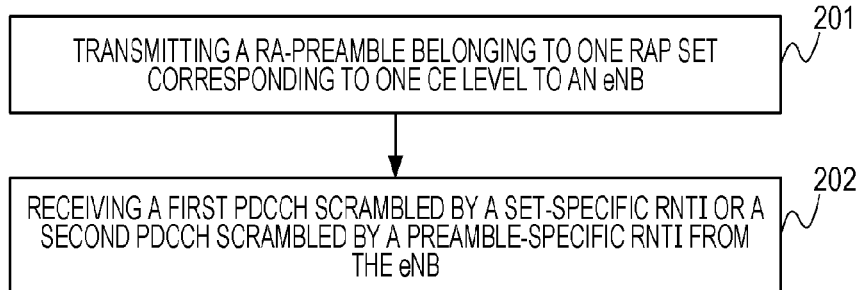 TRANSMITTING A RA-PREAMBLE BELONGING TO ONE RAP SET
CORRESPONDING TO ONE CE LEVEL TO AN eNB
201
RECEIVING A FIRST PDCCH SCRAMBLED BY A SET-SPECIFIC RNTI OR A
SECOND PDCCH SCRAMBLED BY A PREAMBLE-SPECIFIC RNTI FROM
THE eNB
202